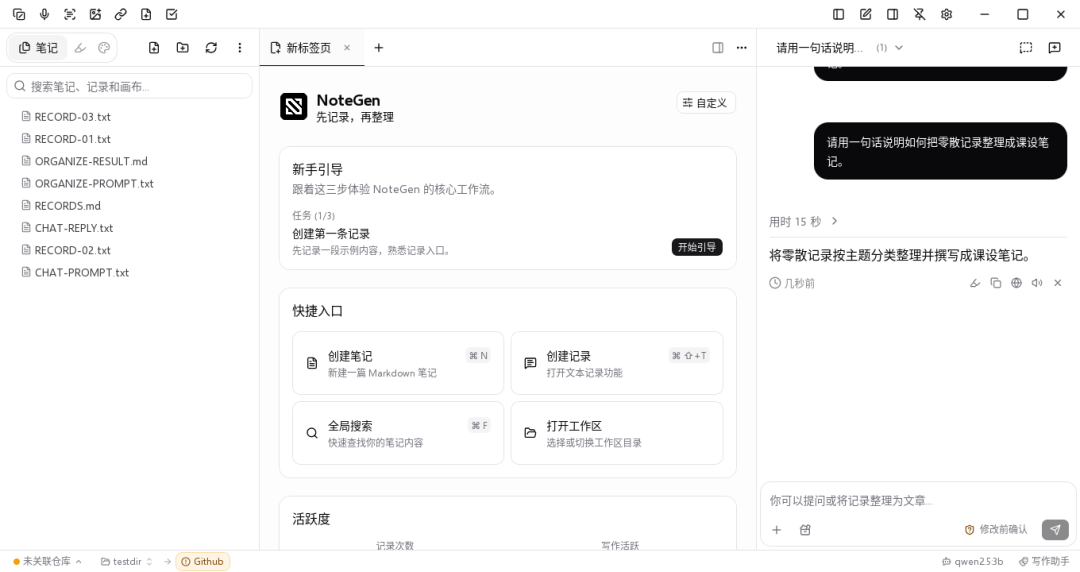 笔记
新标签页
请用一句话说明...
(1)
搜索笔记、记录和画布...
RECORD-03.txt
RECORD-01.txt
ORGANIZE-RESULT.md
ORGANIZE-PROMPT.txt
RECORDS.md
CHAT-REPLY.txt
RECORD-02.txt
CHAT-PROMPT.txt
NoteGen
先记录，再整理
自定义
新手引导
跟着这三步体验 NoteGen 的核心工作流。
任务 (1/3)
创建第一条记录
先记录一段示例内容，熟悉记录入口。
开始引导
快捷入口
创建笔记
⌘ N
新建一篇 Markdown 笔记
创建记录
⌘ ⇧+T
打开文本记录功能
全局搜索
⌘ F
快速查找你的笔记内容
打开工作区
选择或切换工作区目录
活跃度
记录次数
写作活跃
请用一句话说明如何把零散记录整理成课设笔
记。
用时 15 秒
将零散记录按主题分类整理并撰写成课设笔记。
几秒前
你可以提问或将记录整理为文章...
修改前确认
未关联仓库
testdir
Github
qwen2.53b
写作助手